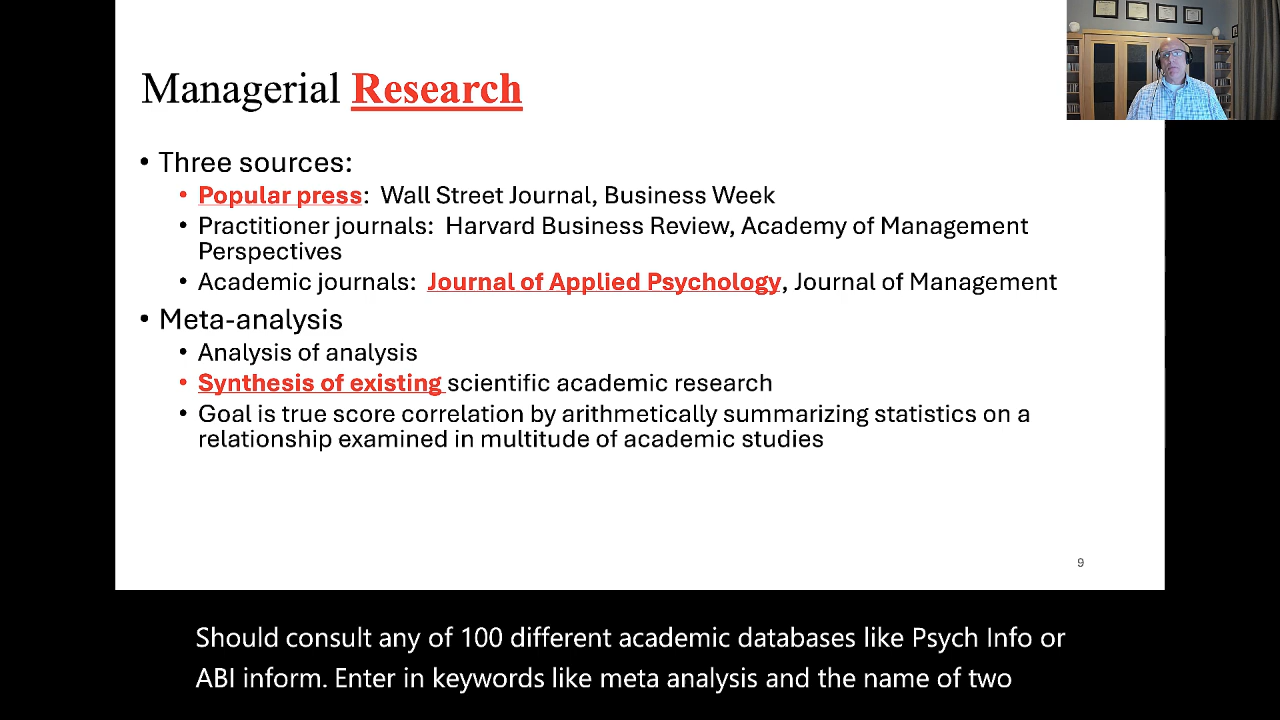 Managerial Research
• Three sources:
• Popular press: Wall Street Journal, Business Week
• Practitioner journals: Harvard Business Review, Academy of Management
Perspectives
• Academic journals: Journal of Applied Psychology, Journal of Management
• Meta-analysis
• Analysis of analysis
• Synthesis of existing scientific academic research
• Goal is true score correlation by arithmetically summarizing statistics on a
relationship examined in multitude of academic studies
9
Should consult any of 100 different academic databases like Psych Info or
ABI inform. Enter in keywords like meta analysis and the name of two